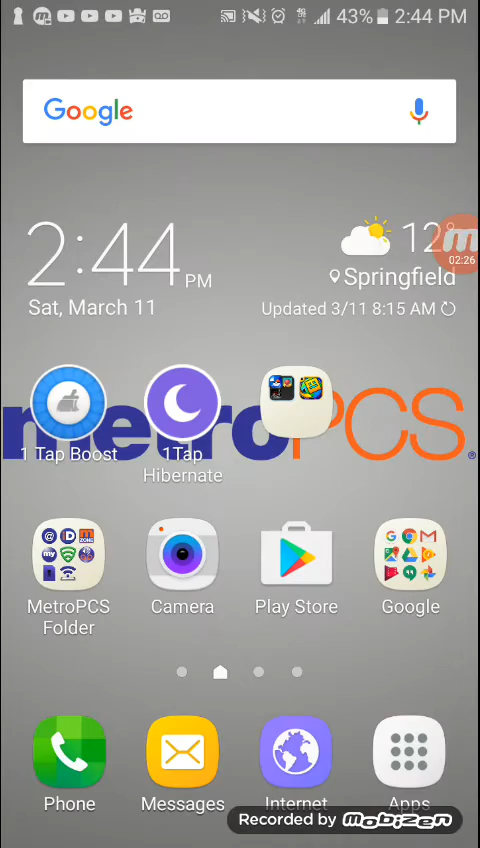 43% 2:44 PM
Google
2:44 PM
12°
02:26
Springfield
Sat, March 11
Updated 3/11 8:15 AM
metroPCS.
1 Tap Boost
1Tap
Hibernate
MetroPCS
Folder
Camera
Play Store
Google
Phone
Messages
Internet
Apps
Recorded by mobizen